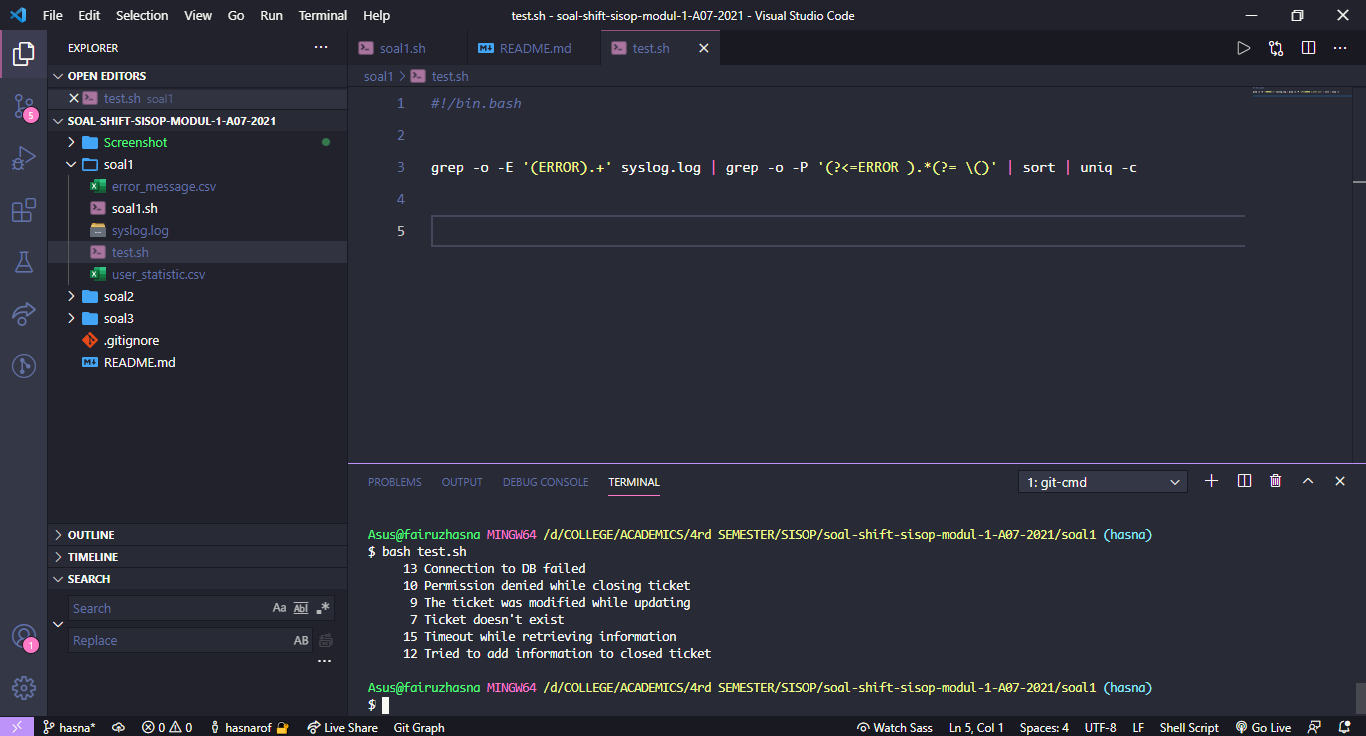 File Edit Selection View Go Run Terminal Help test.sh - soal-shift-sisop-modul-1-A07-2021 - Visual Studio Code
EXPLORER
OPEN EDITORS
test.sh soal1
SOAL-SHIFT-SISOP-MODUL-1-A07-2021
Screenshot
soal1
error_message.csv
soal1.sh
syslog.log
test.sh
user_statistic.csv
soal2
soal3
.gitignore
README.md
OUTLINE
TIMELINE
SEARCH
Search Aa Abl .*
Replace AB
5
1
soal1.sh README.md test.sh
soal1 > test.sh
1 #!/bin.bash
2
3 grep -o -E '(ERROR).+' syslog.log | grep -o -P '(?<=ERROR ).*(?= \()' | sort | uniq -c
4
5
PROBLEMS OUTPUT DEBUG CONSOLE TERMINAL 1: git-cmd
Asus@fairuzhasna MINGW64 /d/COLLEGE/ACADEMICS/4rd SEMESTER/SISOP/soal-shift-sisop-modul-1-A07-2021/soal1 (hasna)
$ bash test.sh
13 Connection to DB failed
10 Permission denied while closing ticket
9 The ticket was modified while updating
7 Ticket doesn't exist
15 Timeout while retrieving information
12 Tried to add information to closed ticket
Asus@fairuzhasna MINGW64 /d/COLLEGE/ACADEMICS/4rd SEMESTER/SISOP/soal-shift-sisop-modul-1-A07-2021/soal1 (hasna)
$
hasna* 0 0 hasnarof Live Share Git Graph Watch Sass Ln 5, Col 1 Spaces: 4 UTF-8 LF Shell Script Go Live